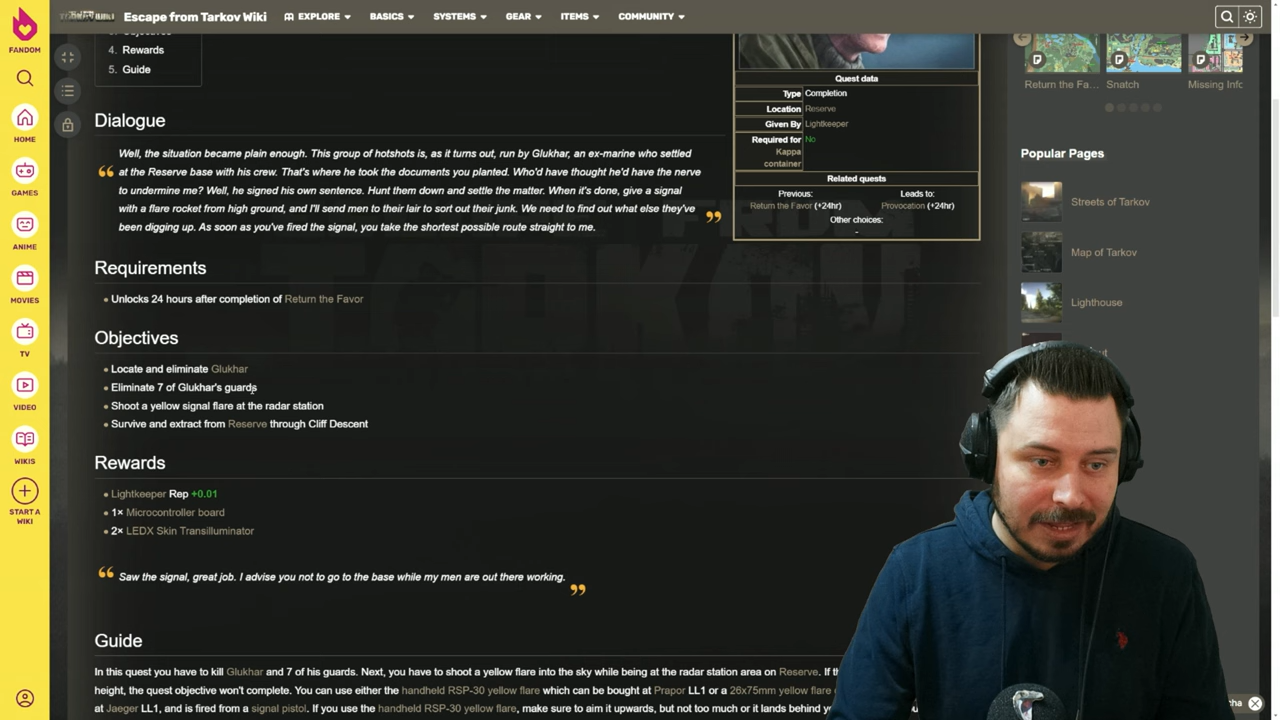 Escape from Tarkov Wiki
EXPLORE
BASICS
SYSTEMS
GEAR
ITEMS
COMMUNITY
FANDOM
HOME
GAMES
ANIME
MOVIES
TV
VIDEO
WIKIS
START A
WIKI
4. Rewards
5. Guide
Dialogue
“ Well, the situation became plain enough. This group of hotshots is, as it turns out, run by Glukhar, an ex-marine who settled
at the Reserve base with his crew. That's where he took the documents you planted. Who'd have thought he'd have the nerve
to undermine me? Well, he signed his own sentence. Hunt them down and settle the matter. When it's done, give a signal
with a flare rocket from high ground, and I'll send men to their lair to sort out their junk. We need to find out what else they've
been digging up. As soon as you've fired the signal, you take the shortest possible route straight to me. ”
Requirements
Unlocks 24 hours after completion of Return the Favor
Objectives
Locate and eliminate Glukhar
Eliminate 7 of Glukhar's guards
Shoot a yellow signal flare at the radar station
Survive and extract from Reserve through Cliff Descent
Rewards
Lightkeeper Rep +0.01
1× Microcontroller board
2× LEDX Skin Transilluminator
“ Saw the signal, great job. I advise you not to go to the base while my men are out there working. ”
Guide
In this quest you have to kill Glukhar and 7 of his guards. Next, you have to shoot a yellow flare into the sky while being at the radar station area on Reserve. If
height, the quest objective won't complete. You can use either the handheld RSP-30 yellow flare which can be bought at Prapor LL1 or a 26x75mm yellow flare
at Jaeger LL1, and is fired from a signal pistol. If you use the handheld RSP-30 yellow flare, make sure to aim it upwards, but not too much or it lands behind
Quest data
Type Completion
Location Reserve
Given By Lightkeeper
Required for No
Kappa
container
Related quests
Previous: Leads to:
Return the Favor (+24hr) Provocation (+24hr)
Other choices:
-
Return the Fa...
Snatch
Missing Info
Popular Pages
Streets of Tarkov
Map of Tarkov
Lighthouse